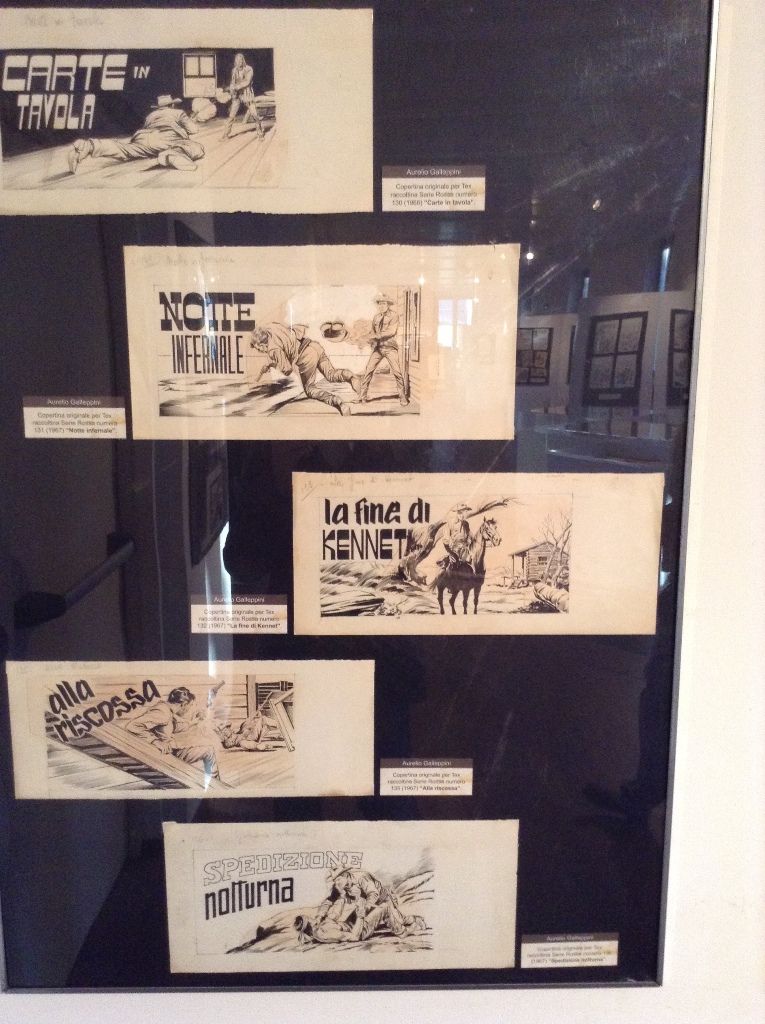 CARTE IN
TAVOLA
Aurelio Galleppini
Copertina originale per Tex
raccoltina Serie Rossa numero
130 (1966) "Carte in tavola".
NOTTE
INFERNALE
Aurelio Galleppini
Copertina originale per Tex
raccoltina Serie Rossa numero
131 (1967) "Notte infernale".
la fine di
KENNET
Aurelio Galleppini
Copertina originale per Tex
raccoltina Serie Rossa numero
132 (1967) "La fine di Kennet".
alla
riscossa
Aurelio Galleppini
Copertina originale per Tex
raccoltina Serie Rossa numero
135 (1967) "Alla riscossa".
SPEDIZIONE
notturna
Aurelio Galleppini
Copertina originale per Tex
raccoltina Serie Rossa numero
(1967) "Spedizione notturna".